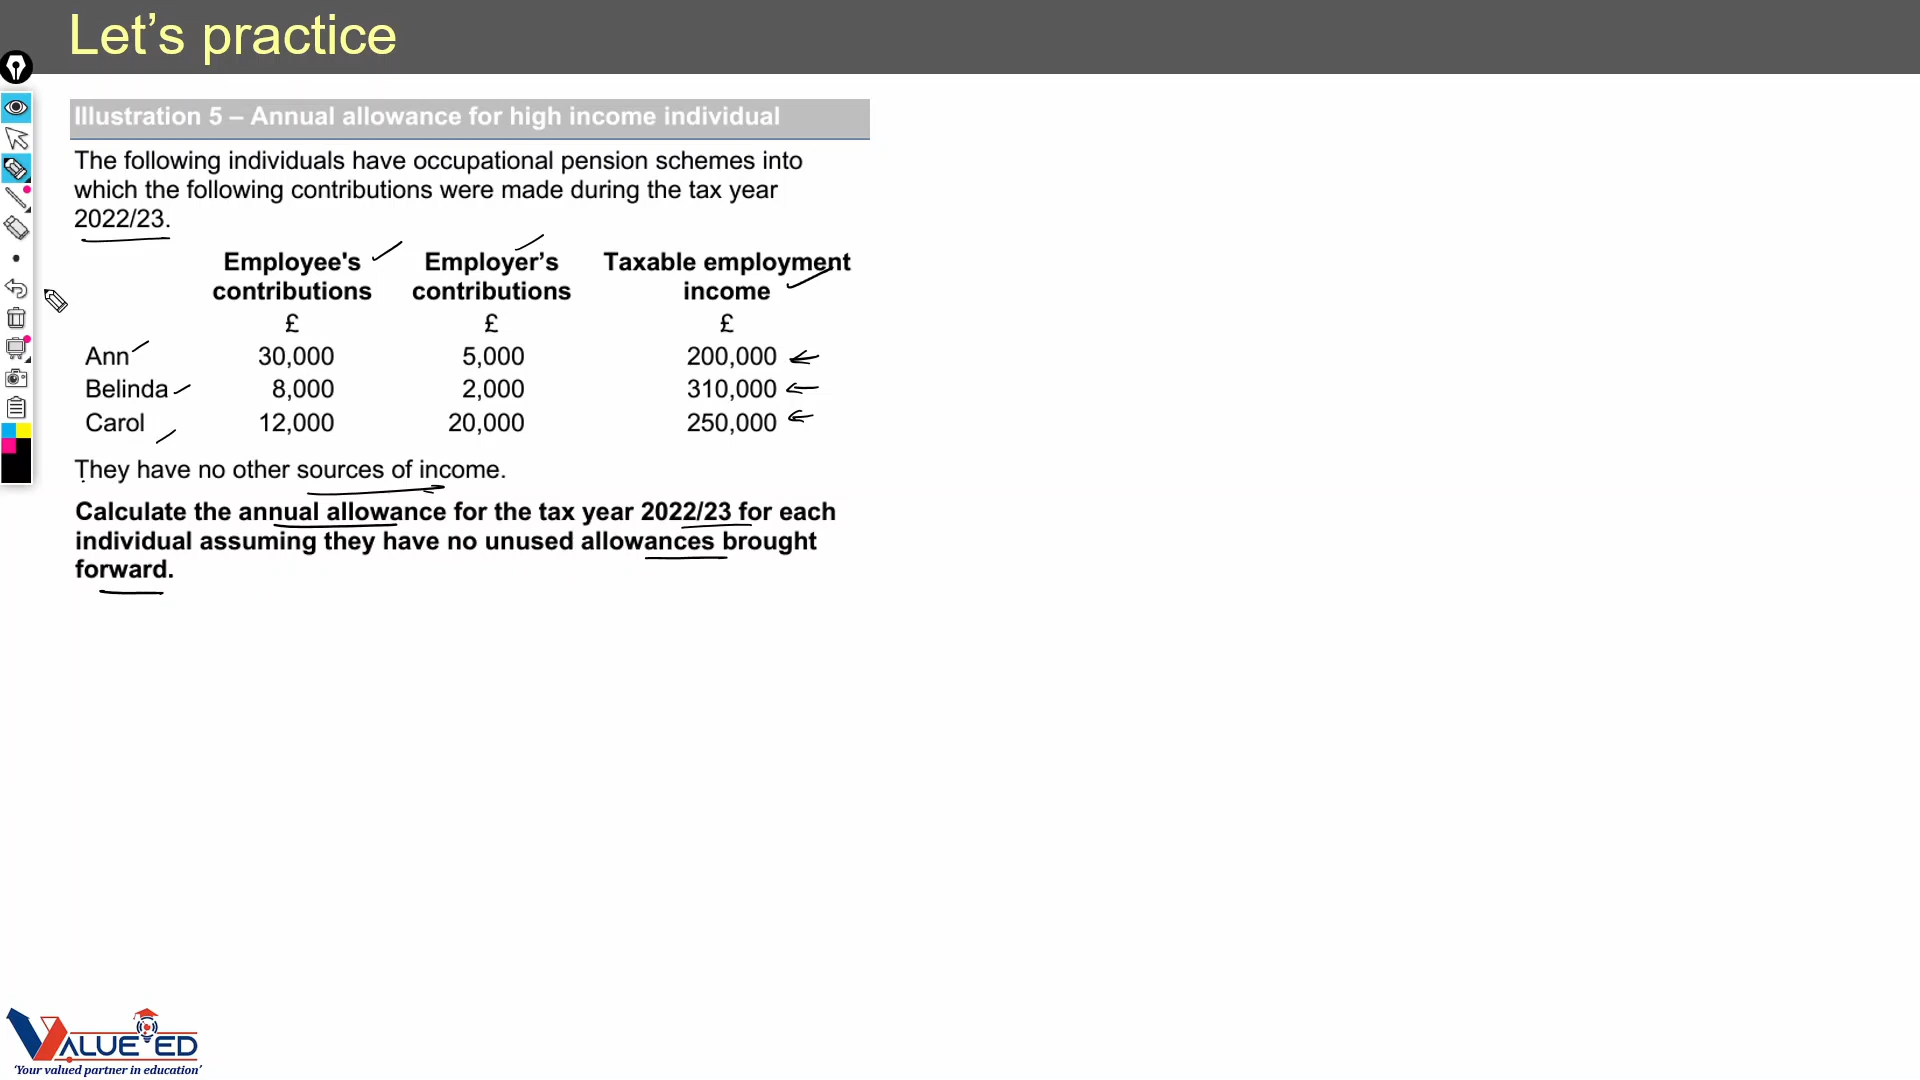 Let's practice
Illustration 5 – Annual allowance for high income individual
The following individuals have occupational pension schemes into
which the following contributions were made during the tax year
2022/23.
Employee's Employer's Taxable employment
contributions contributions income
£ £ £
Ann 30,000 5,000 200,000
Belinda 8,000 2,000 310,000
Carol 12,000 20,000 250,000
They have no other sources of income.
Calculate the annual allowance for the tax year 2022/23 for each
individual assuming they have no unused allowances brought
forward.
VALUE ED
'Your valued partner in education'